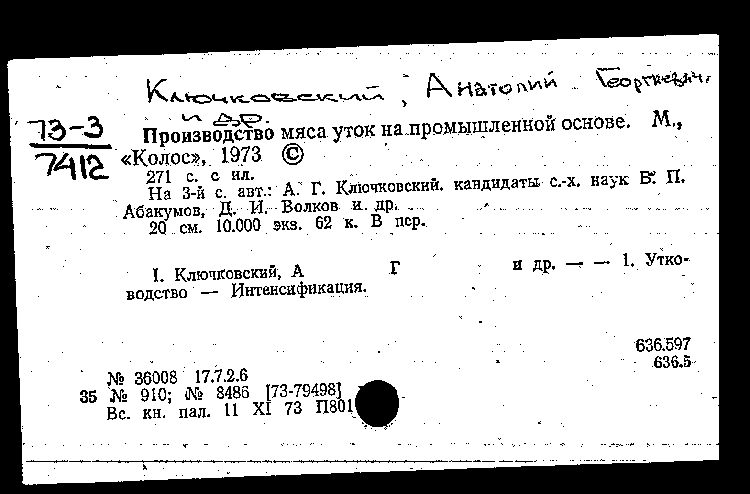 Ключковский, Анатолий Георгиевич.
и др.
73-3
7412
Производство мяса уток на промышленной основе. М.,
«Колос», 1973 ©
271 с. с ил.
На 3-й с. авт.: А. Г. Ключковский, кандидаты с.-х. наук В. П.
Абакумов, Д. И. Волков и др.
20 см. 10.000 экз. 62 к. В пер.
I. Ключковский, А Г и др. — — 1. Утко-
водство — Интенсификация.
636.597
636.5
№ 36008 17.7.2.6
35 № 910; № 8486 [73-79498]
Вс. кн. пал. 11 XI 73 П801